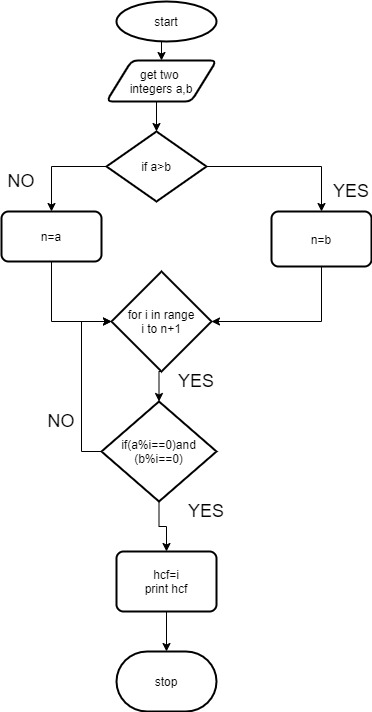 start
get two
integers a,b
if a>b
NO
YES
n=a
n=b
for i in range
i to n+1
YES
NO
if(a%i==0)and
(b%i==0)
YES
hcf=i
print hcf
stop